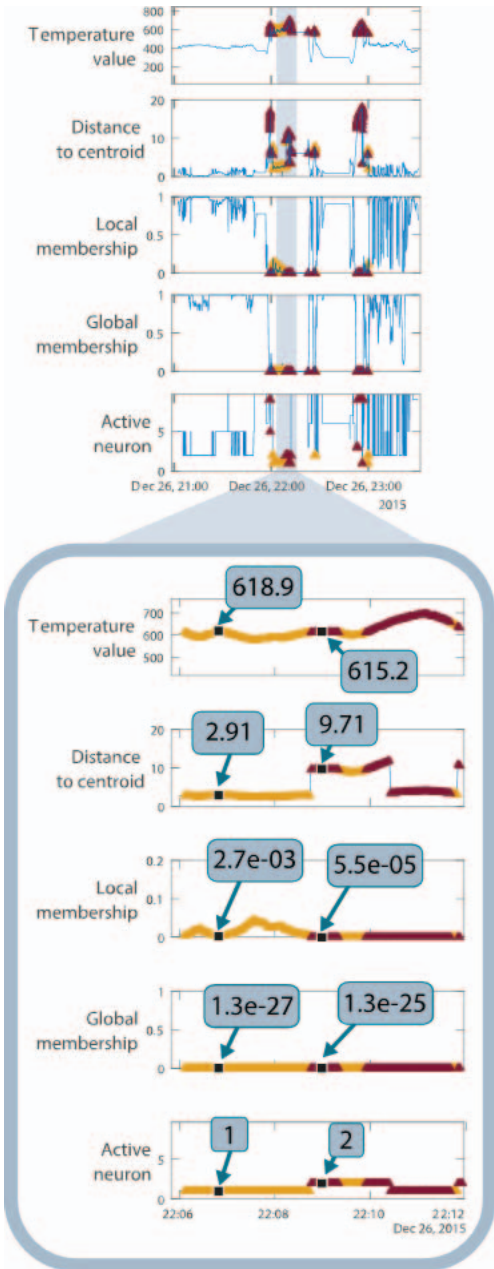 800
600
400
200
Temperature
value
20
10
0
Distance
to centroid
1
0.5
0
Local
membership
1
0.5
0
Global
membership
5
0
Active
neuron
Dec 26, 21:00 Dec 26, 22:00 Dec 26, 23:00
2015
618.9
700
600
500
Temperature
value
615.2
2.91 9.71
20
10
0
Distance
to centroid
0.2
0.1
0
2.7e-03 5.5e-05
Local
membership
1
0.5
0
1.3e-27 1.3e-25
Global
membership
1 2
5
0
Active
neuron
22:06 22:08 22:10 22:12
Dec 26, 2015